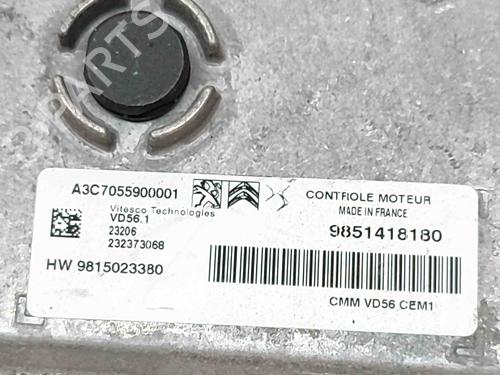 A3C7055900001
Vitesco Technologies
VD56.1
23206
232373068
HW 9815023380
CONTROLE MOTEUR
MADE IN FRANCE
9851418180
CMM VD56 CEM1